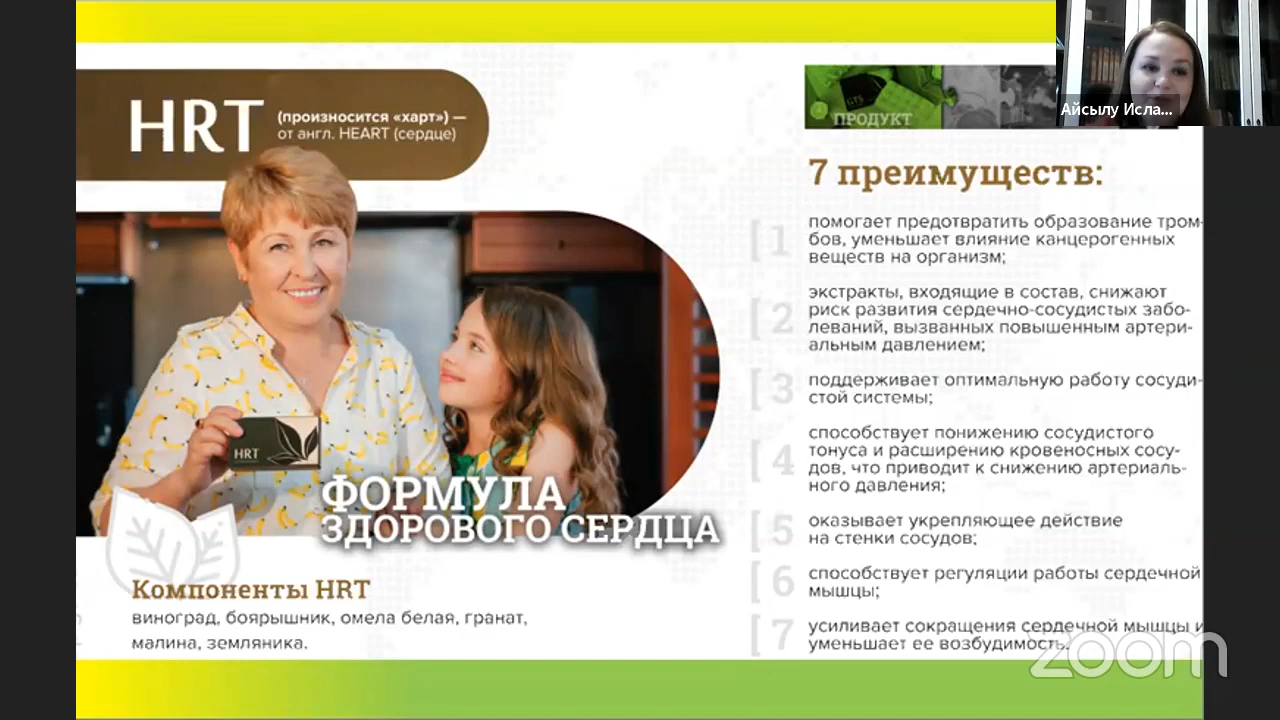 HRT
(произносится «харт») —
от англ. HEART (сердце)
HRT
ФОРМУЛА
ЗДОРОВОГО СЕРДЦА
Компоненты HRT
виноград, боярышник, омела белая, гранат,
малина, земляника.
GTS
ПРОДУКТ
Айсылу Исла...
7 преимуществ:
[1
помогает предотвратить образование тром-
бов, уменьшает влияние канцерогенных
веществ на организм;
[2
экстракты, входящие в состав, снижают
риск развития сердечно-сосудистых забо-
леваний, вызванных повышенным артери-
альным давлением;
[3
поддерживает оптимальную работу сосуди-
стой системы;
[4
способствует понижению сосудистого
тонуса и расширению кровеносных сосу-
дов, что приводит к снижению артериаль-
ного давления;
[5
оказывает укрепляющее действие
на стенки сосудов;
[6
способствует регуляции работы сердечной
мышцы;
[7
усиливает сокращения сердечной мышцы и
уменьшает ее возбудимость.
zoom